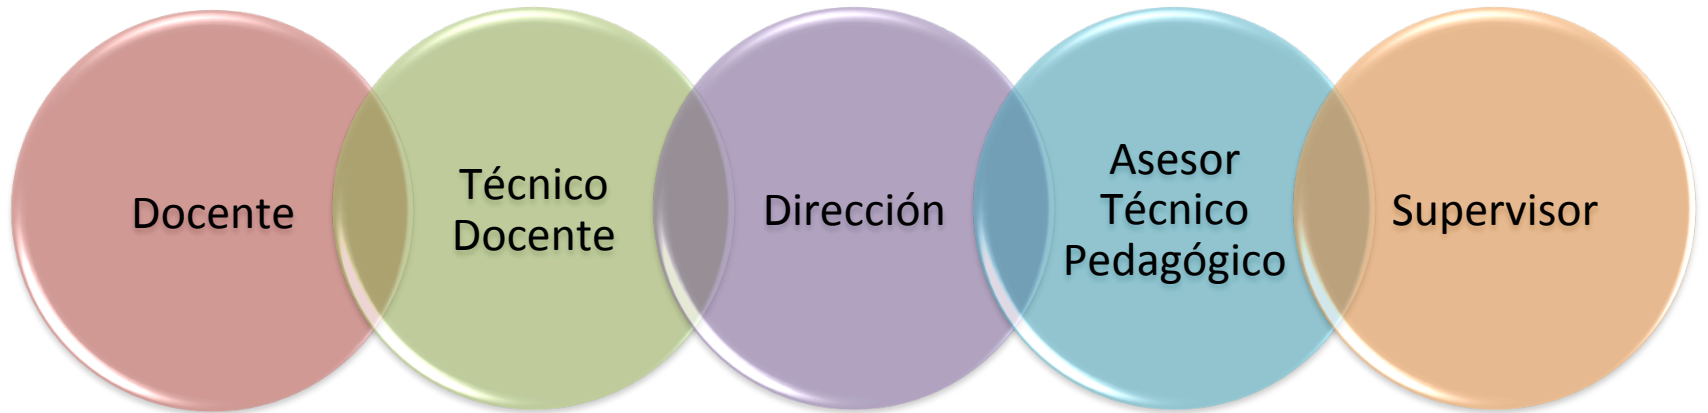 Docente
Técnico
Docente
Dirección
Asesor
Técnico
Pedagógico
Supervisor